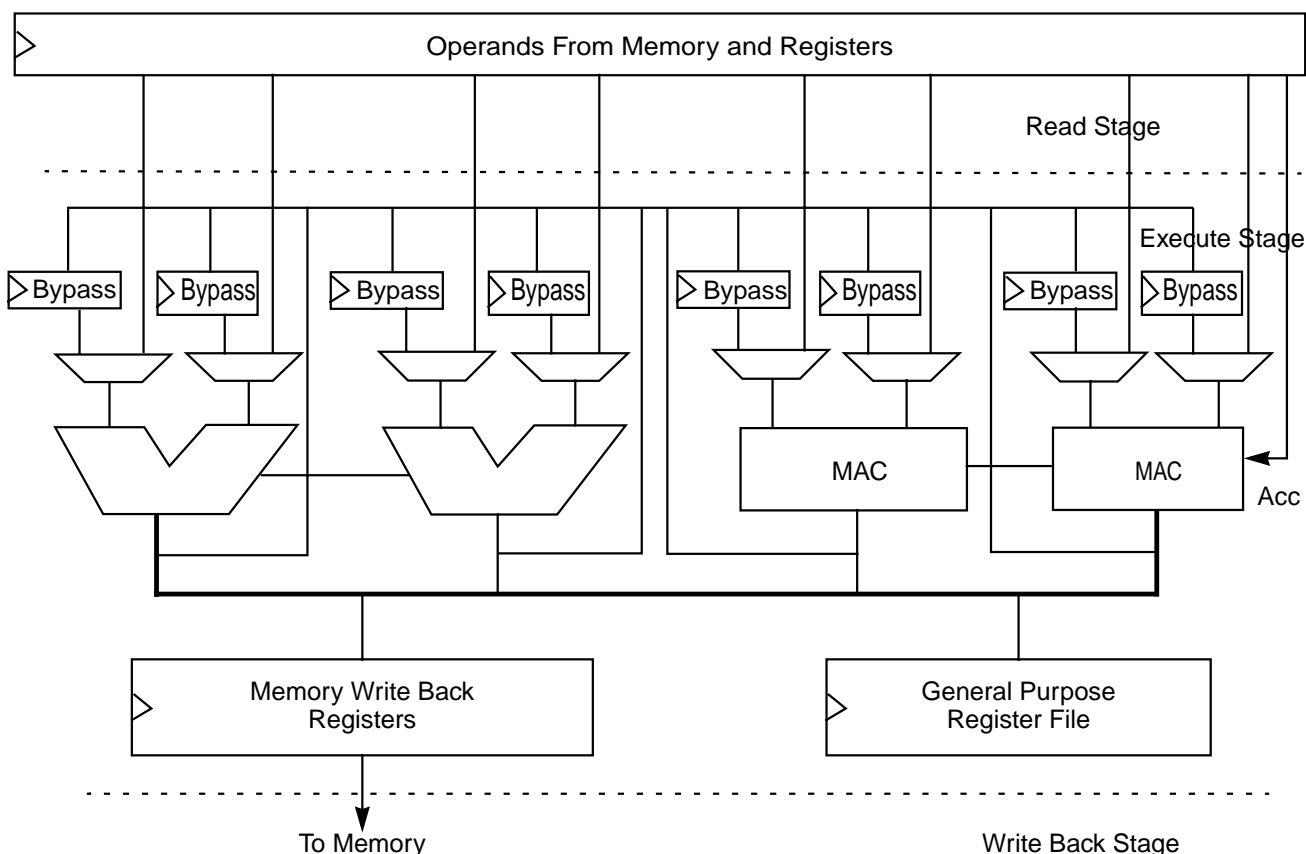 Operands From Memory and Registers
Read Stage
Execute Stage
Bypass
Bypass
Bypass
Bypass
Bypass
Bypass
Bypass
Bypass
MAC
MAC
Acc
Memory Write Back
Registers
General Purpose
Register File
To Memory
Write Back Stage